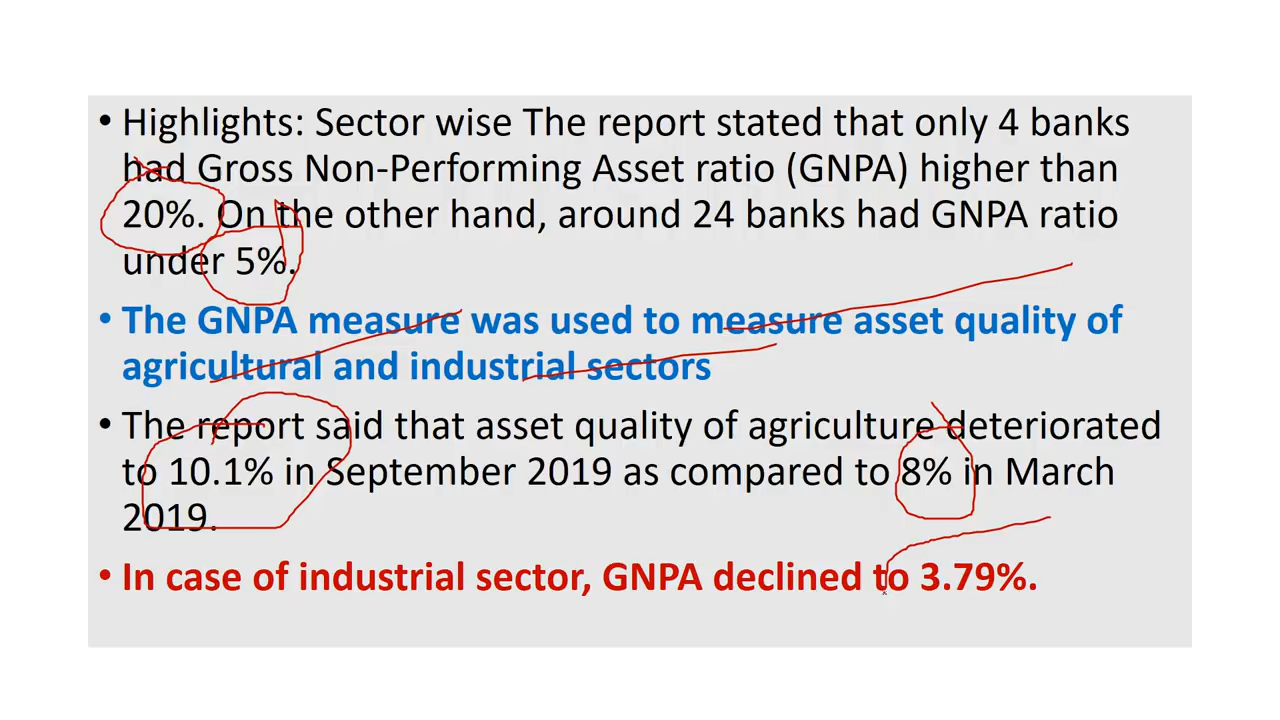 • Highlights: Sector wise The report stated that only 4 banks
had Gross Non-Performing Asset ratio (GNPA) higher than
20%. On the other hand, around 24 banks had GNPA ratio
under 5%.
• The GNPA measure was used to measure asset quality of
agricultural and industrial sectors
• The report said that asset quality of agriculture deteriorated
to 10.1% in September 2019 as compared to 8% in March
2019.
• In case of industrial sector, GNPA declined to 3.79%.